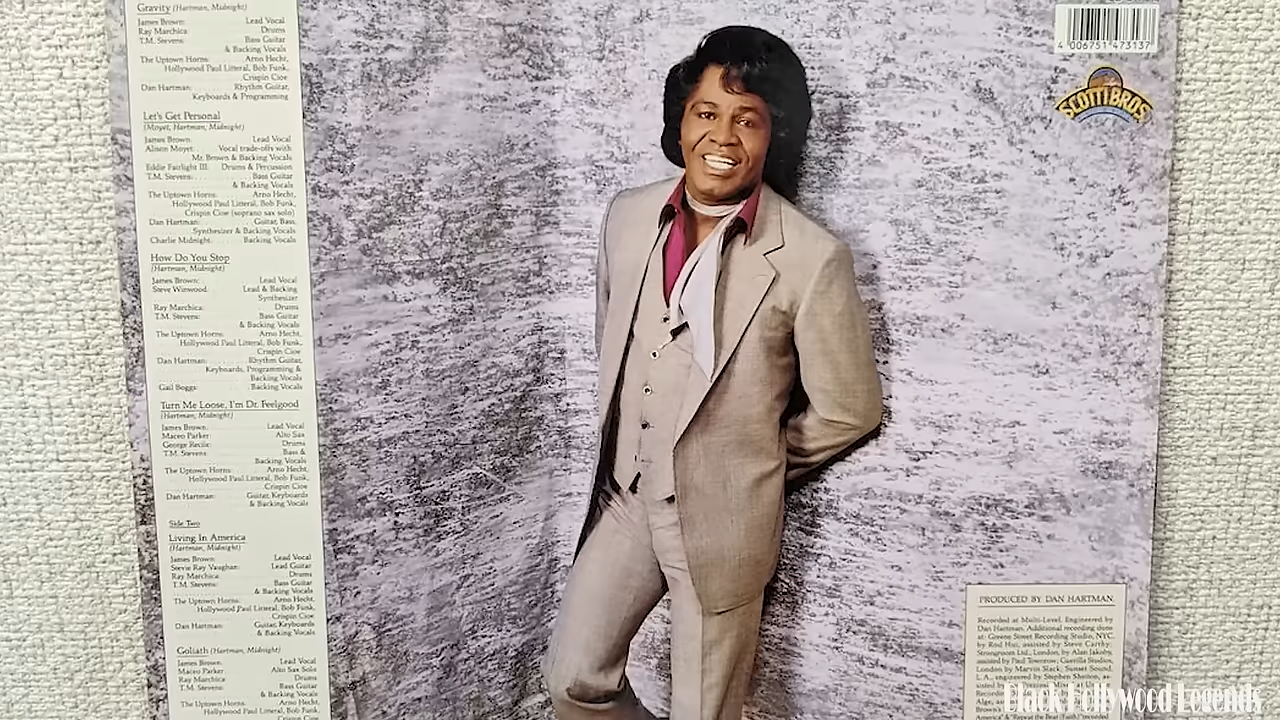 Gravity (Hartman, Midnight)
James Brown: Lead Vocal
Ray Marchica: Drums
T.M. Stevens: Bass Guitar
& Backing Vocals
The Uptown Horns: Arno Hecht,
Hollywood Paul Litteral, Bob Funk,
Crispin Cioe
Dan Hartman: Rhythm Guitar,
Keyboards & Programming
Let's Get Personal
(Moyet, Hartman, Midnight)
James Brown: Lead Vocal
Alison Moyet: Vocal trade-offs with
Mr. Brown & Backing Vocals
Eddie Fairlight III: Drums & Percussion
T.M. Stevens: Bass Guitar
& Backing Vocals
The Uptown Horns: Arno Hecht,
Hollywood Paul Litteral, Bob Funk,
Crispin Cioe (soprano sax solo)
Dan Hartman: Guitar, Bass,
Synthesizer & Backing Vocals
Charlie Midnight: Backing Vocals
How Do You Stop
(Hartman, Midnight)
James Brown: Lead Vocal
Steve Winwood: Lead & Backing
Synthesizer
Ray Marchica: Drums
T.M. Stevens: Bass Guitar
& Backing Vocals
The Uptown Horns: Arno Hecht,
Hollywood Paul Litteral, Bob Funk,
Crispin Cioe
Dan Hartman: Rhythm Guitar,
Keyboards, Programming &
Backing Vocals
Gail Boggs: Backing Vocals
Turn Me Loose, I'm Dr. Feelgood
(Hartman, Midnight)
James Brown: Lead Vocal
Maceo Parker: Alto Sax
George Recile: Drums
T.M. Stevens: Bass &
Backing Vocals
The Uptown Horns: Arno Hecht,
Hollywood Paul Litteral, Bob Funk,
Crispin Cioe
Dan Hartman: Guitar, Keyboards
& Backing Vocals
Side Two
Living In America
(Hartman, Midnight)
James Brown: Lead Vocal
Stevie Ray Vaughan: Lead Guitar
Ray Marchica: Drums
T.M. Stevens: Bass Guitar
& Backing Vocals
The Uptown Horns: Arno Hecht,
Hollywood Paul Litteral, Bob Funk,
Crispin Cioe
Dan Hartman: Guitar, Keyboards
& Backing Vocals
Goliath (Hartman, Midnight)
James Brown: Lead Vocal
Maceo Parker: Alto Sax Solo
Ray Marchica: Drums
T.M. Stevens: Bass Guitar
& Backing Vocals
The Uptown Horns: Arno Hecht,
Hollywood Paul Litteral, Bob Funk,
Crispin Cioe
4 006751 473137
SCOTTI BROS
PRODUCED BY DAN HARTMAN.
Recorded at Multi-Level. Engineered by
Dan Hartman. Additional recording done
at: Greene Street Recording Studio, NYC
by Rod Hui, assisted by Steve
Strongroom Ltd., London, by Alan Jakoby,
assisted by Paul Guerilla Studios,
London by Marvin Black; Sunset Sound,
L.A., engineered by Stephen Shelton,
Black Hollywood Legends